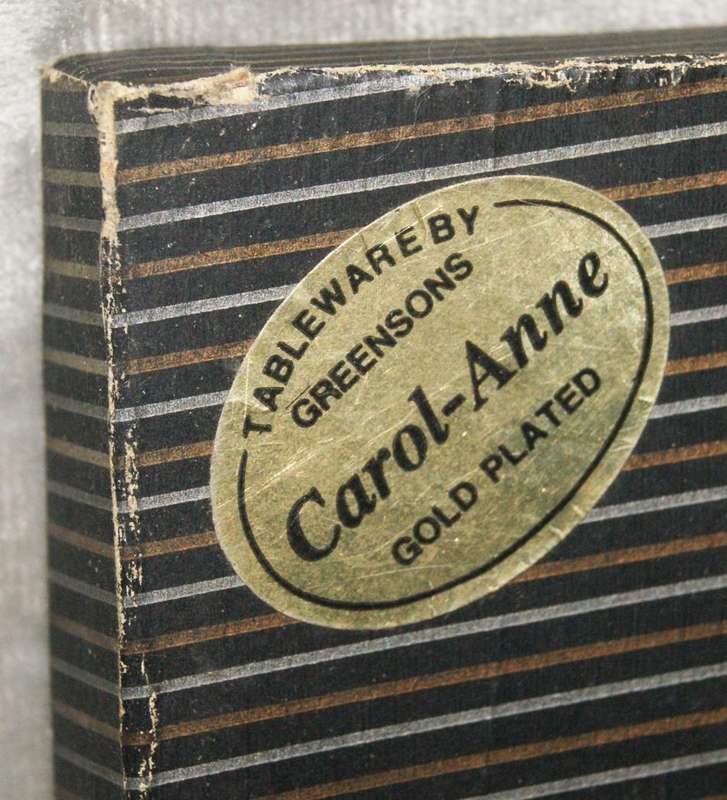 TABLEWARE BY
GREENSONS
Carol-Anne
GOLD PLATED